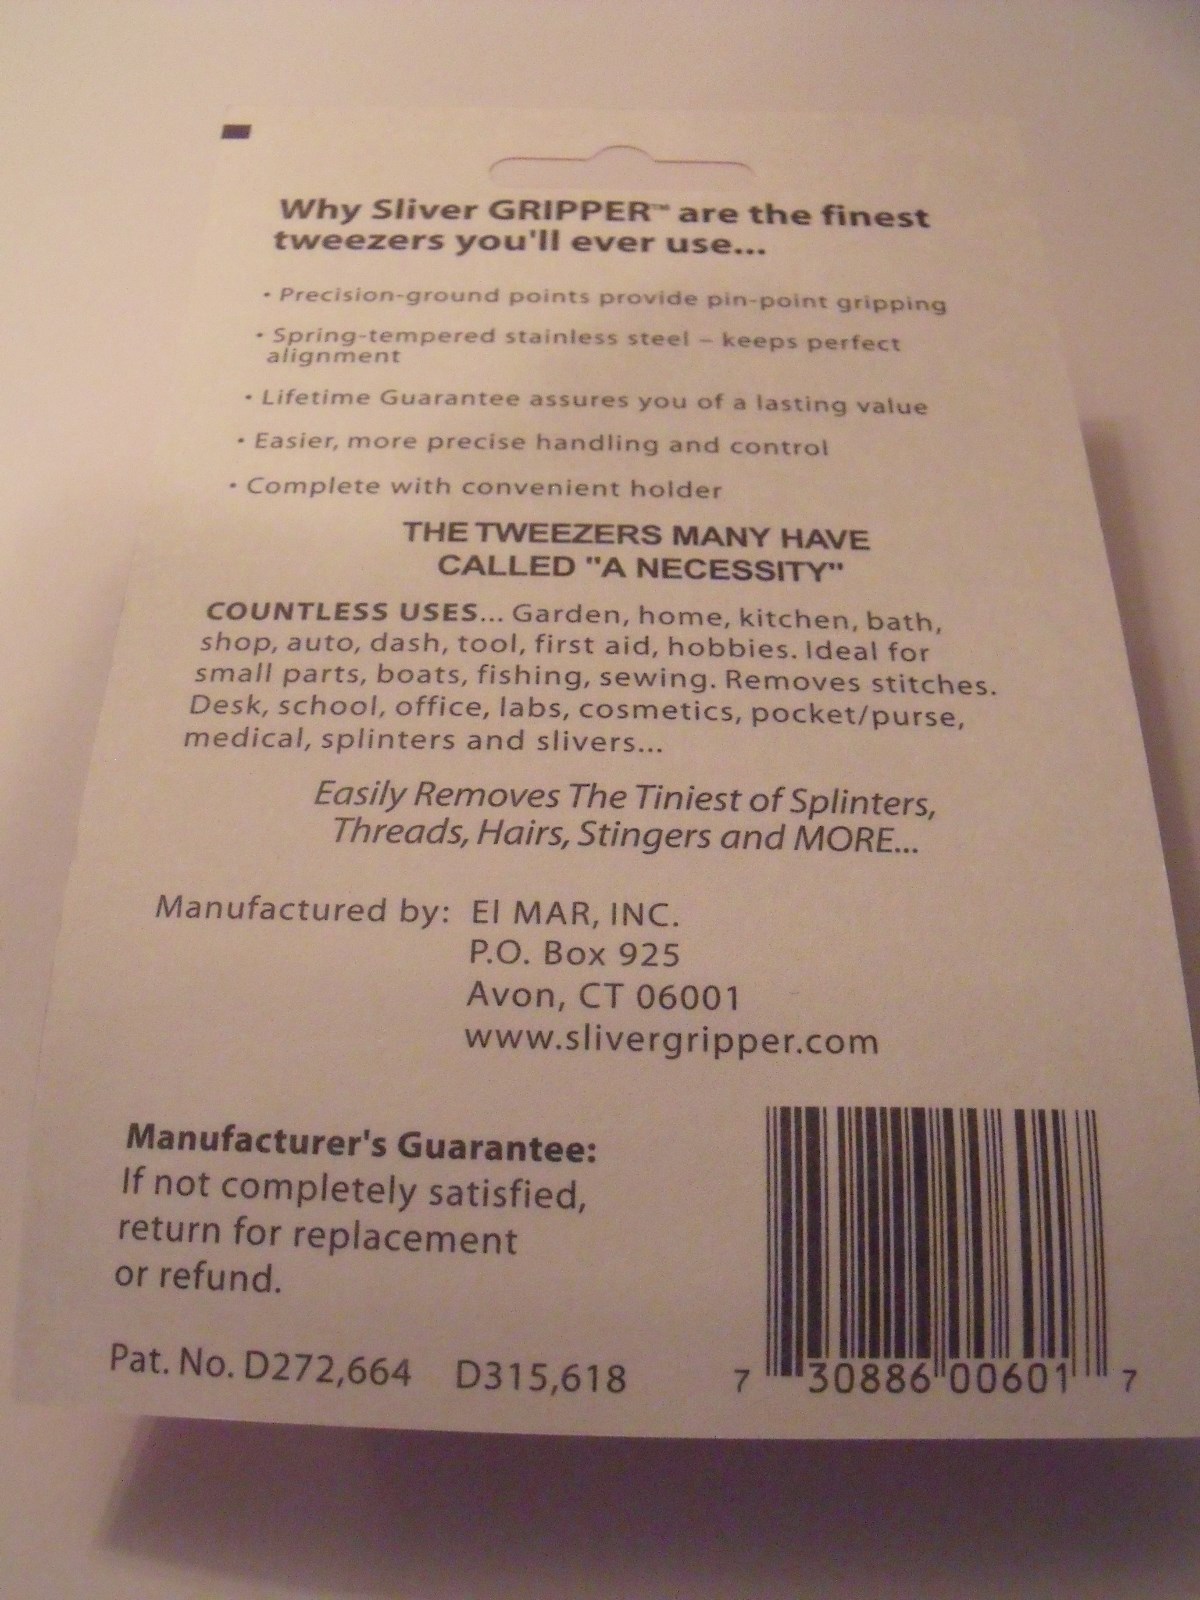 Why Sliver GRIPPER™ are the finest
tweezers you'll ever use...
• Precision-ground points provide pin-point gripping
• Spring-tempered stainless steel – keeps perfect
alignment
• Lifetime Guarantee assures you of a lasting value
• Easier, more precise handling and control
• Complete with convenient holder
THE TWEEZERS MANY HAVE
CALLED "A NECESSITY"
COUNTLESS USES... Garden, home, kitchen, bath,
shop, auto, dash, tool, first aid, hobbies. Ideal for
small parts, boats, fishing, sewing. Removes stitches.
Desk, school, office, labs, cosmetics, pocket/purse,
medical, splinters and slivers...
Easily Removes The Tiniest of Splinters,
Threads, Hairs, Stingers and MORE...
Manufactured by: El MAR, INC.
P.O. Box 925
Avon, CT 06001
www.slivergripper.com
Manufacturer's Guarantee:
If not completely satisfied,
return for replacement
or refund.
Pat. No. D272,664 D315,618
7 30886 00601 7